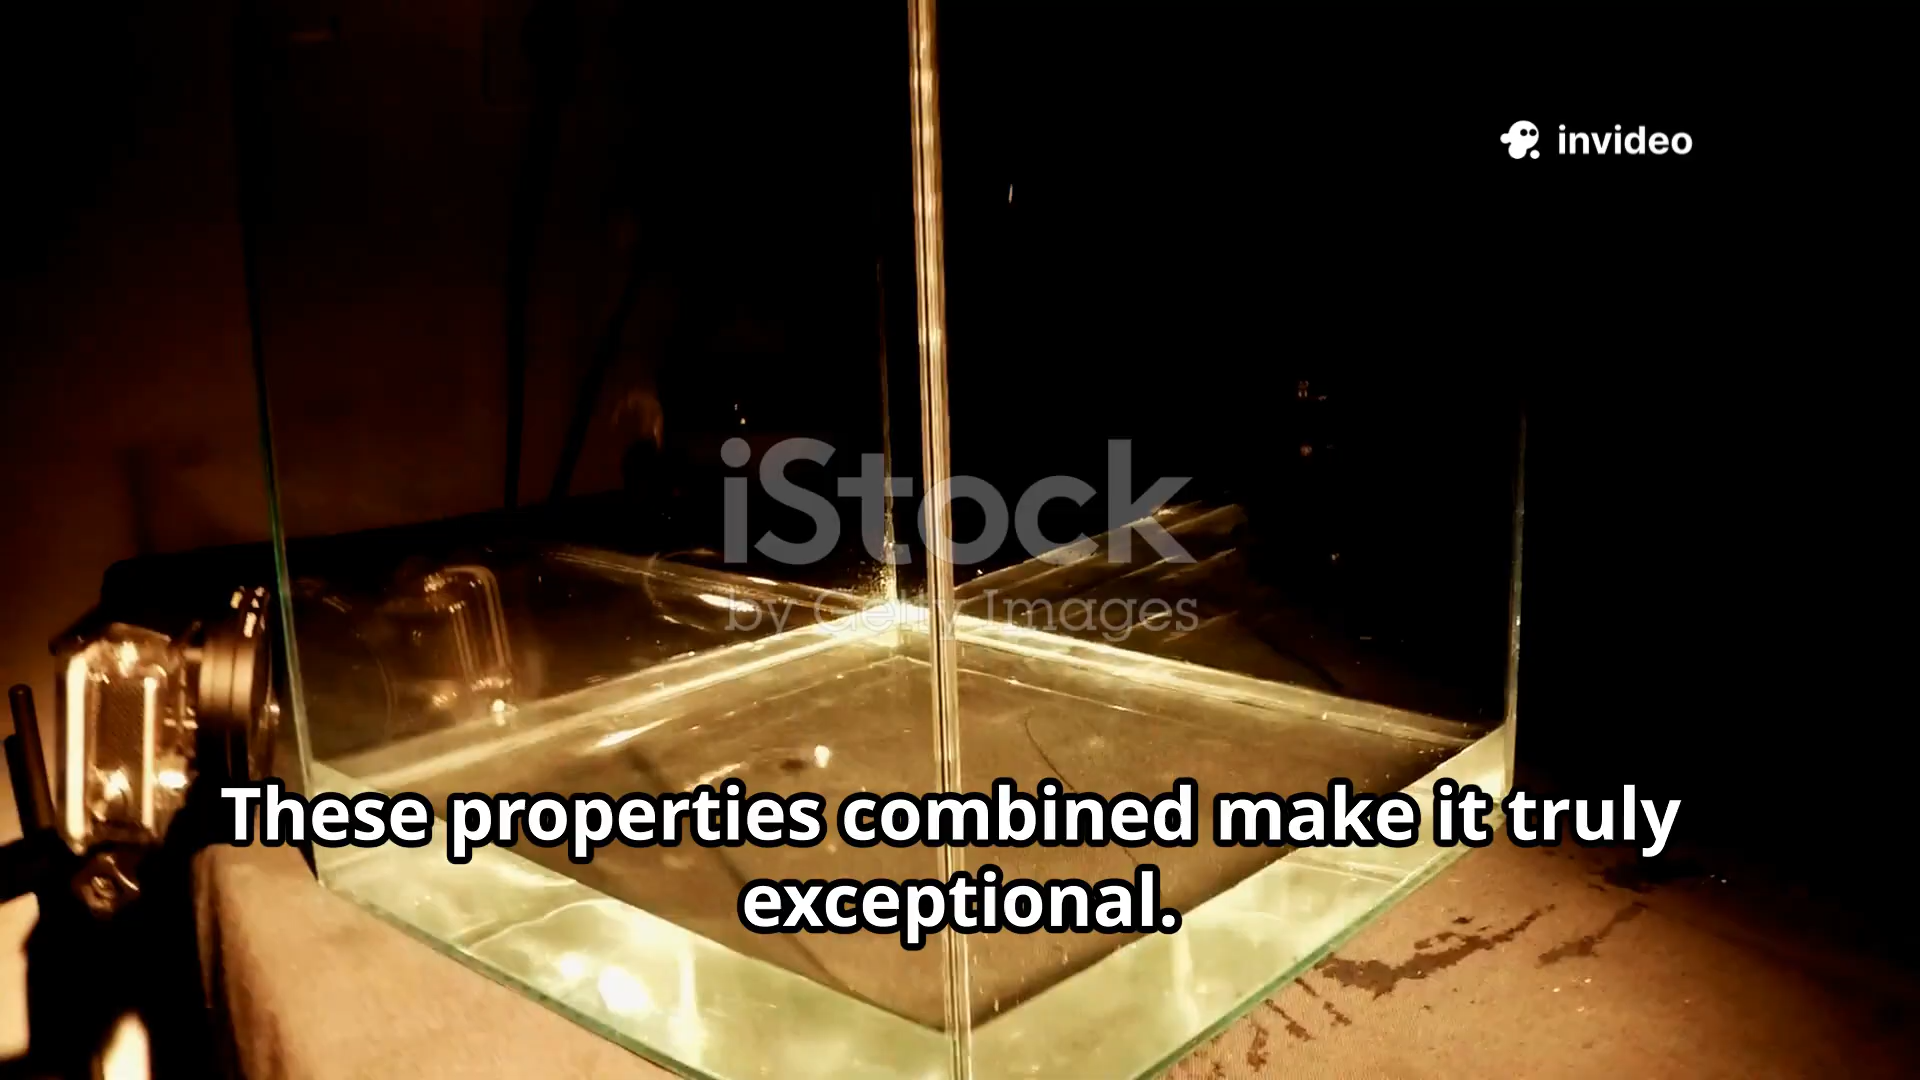 invideo
iStock
by Getty Images
These properties combined make it truly
exceptional.